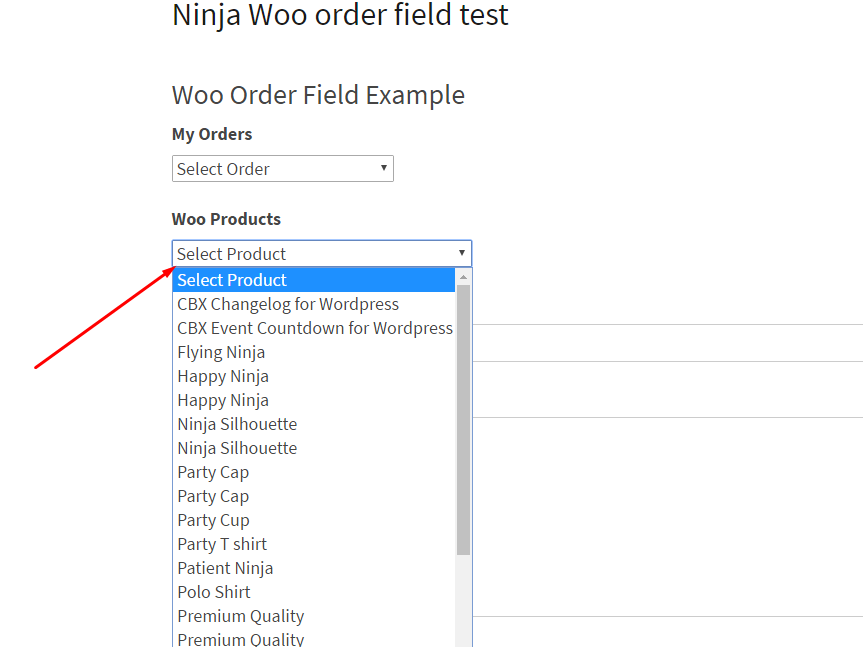 Ninja Woo order field test
Woo Order Field Example
My Orders
Select Order
Woo Products
Select Product
Select Product
CBX Changelog for Wordpress
CBX Event Countdown for Wordpress
Flying Ninja
Happy Ninja
Happy Ninja
Ninja Silhouette
Ninja Silhouette
Party Cap
Party Cap
Party Cup
Party T shirt
Patient Ninja
Polo Shirt
Premium Quality
Premium Quality